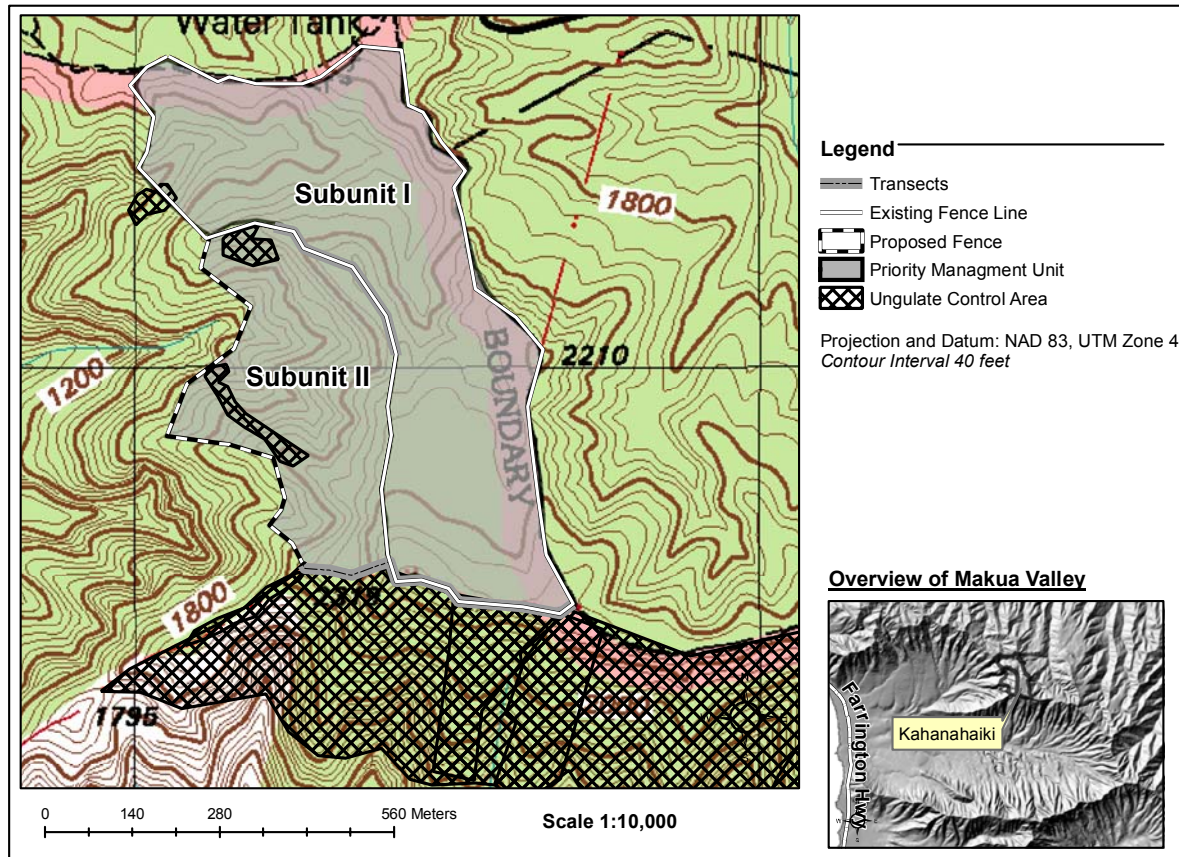 Water Tank
Subunit I
1800
BOUNDARY
2210
1200
Subunit II
1800
1795
0 140 280 560 Meters
Scale 1:10,000
Legend
Transects
Existing Fence Line
Proposed Fence
Priority Managment Unit
Ungulate Control Area
Projection and Datum: NAD 83, UTM Zone 4
Contour Interval 40 feet
Overview of Makua Valley
Farrington Hwy
Kahanahaiki